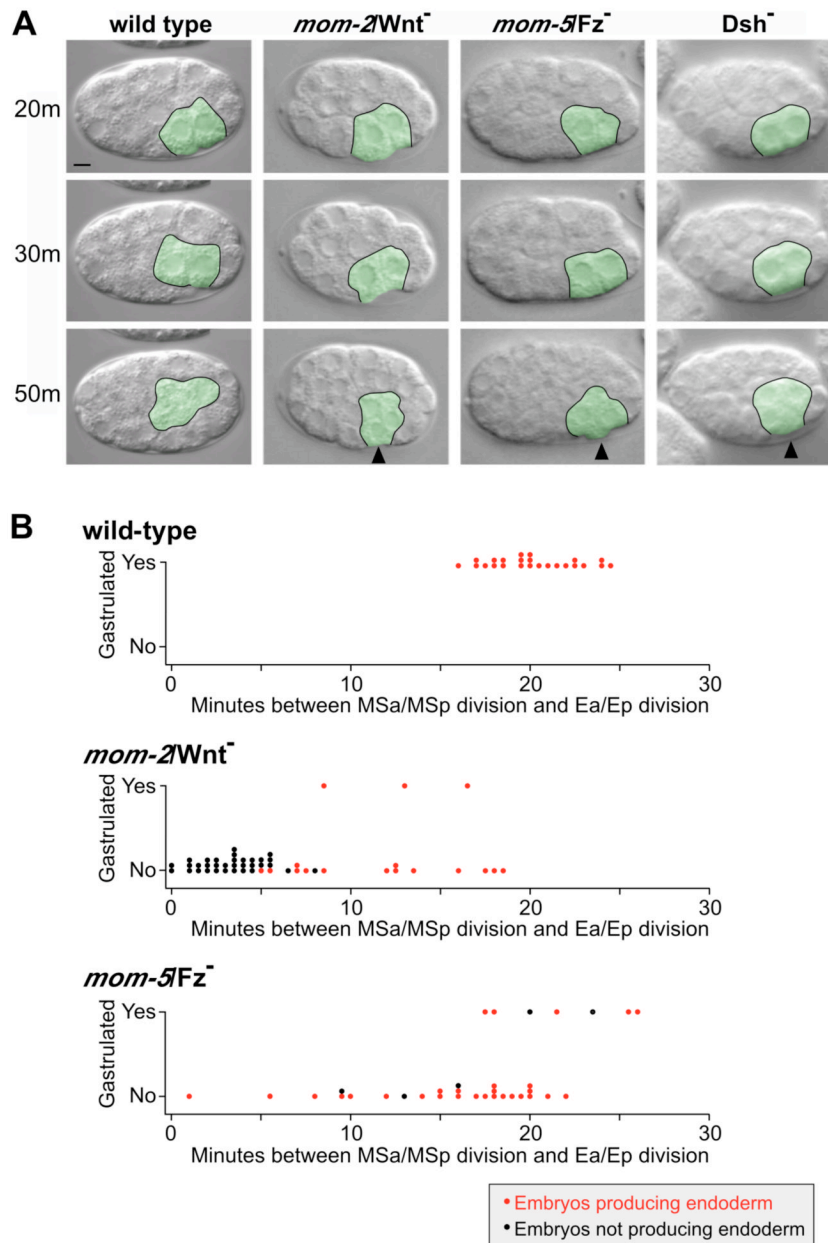 A
wild type mom-2/Wnt⁻ mom-5/Fz⁻ Dsh⁻
20m
30m
50m
B
wild-type
Gastrulated
Yes
No
0 10 20 30
Minutes between MSa/MSp division and Ea/Ep division
mom-2/Wnt⁻
Gastrulated
Yes
No
0 10 20 30
Minutes between MSa/MSp division and Ea/Ep division
mom-5/Fz⁻
Gastrulated
Yes
No
0 10 20 30
Minutes between MSa/MSp division and Ea/Ep division
Embryos producing endoderm
Embryos not producing endoderm